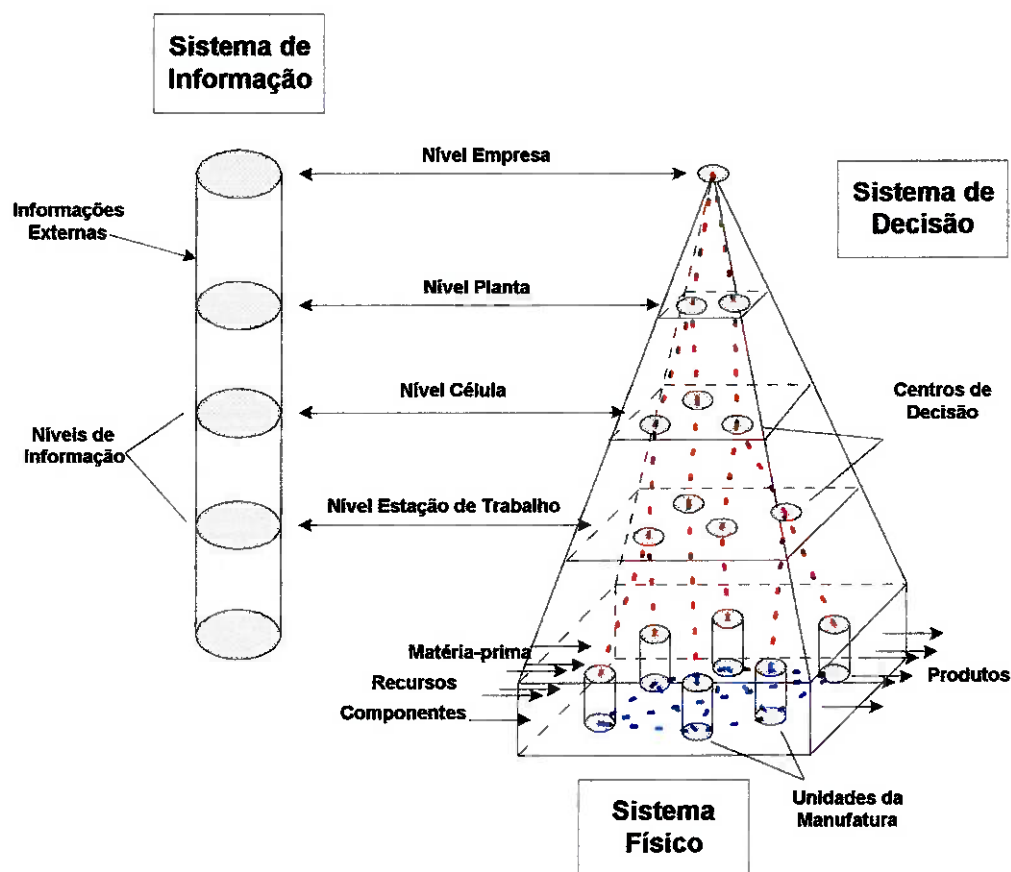 Sistema de
Informação
Nível Empresa
Sistema de
Decisão
Informações
Externas
Nível Planta
Nível Célula
Centros de
Decisão
Níveis de
Informação
Nível Estação de Trabalho
Matéria-prima
Recursos
Componentes
Produtos
Unidades da
Manufatura
Sistema
Físico